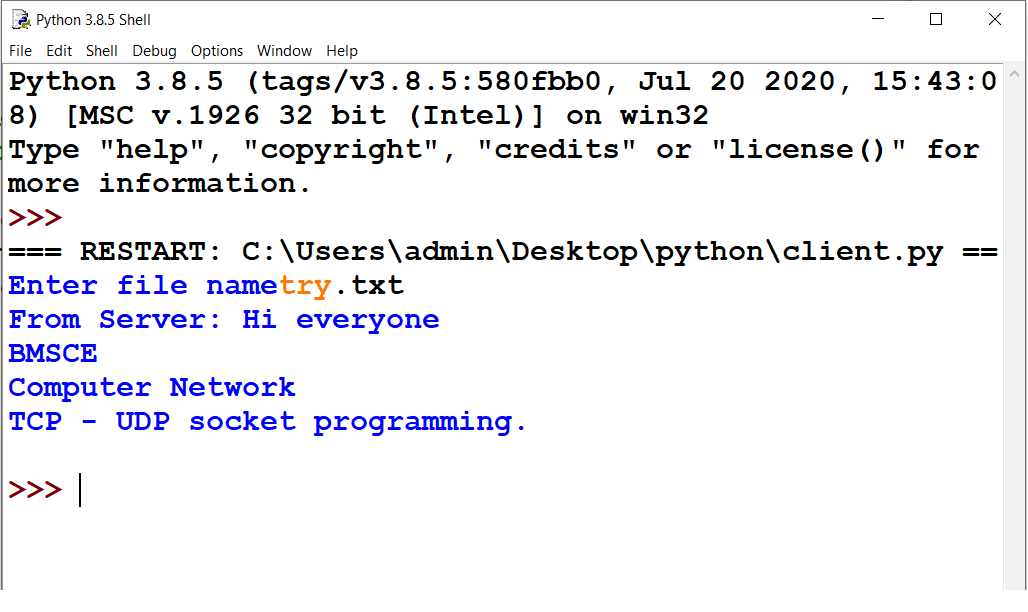 Python 3.8.5 Shell
File Edit Shell Debug Options Window Help
Python 3.8.5 (tags/v3.8.5:580fbb0, Jul 20 2020, 15:43:0
8) [MSC v.1926 32 bit (Intel)] on win32
Type "help", "copyright", "credits" or "license()" for
more information.
>>>
=== RESTART: C:\Users\admin\Desktop\python\client.py ==
Enter file nametry.txt
From Server: Hi everyone
BMSCE
Computer Network
TCP - UDP socket programming.
>>>